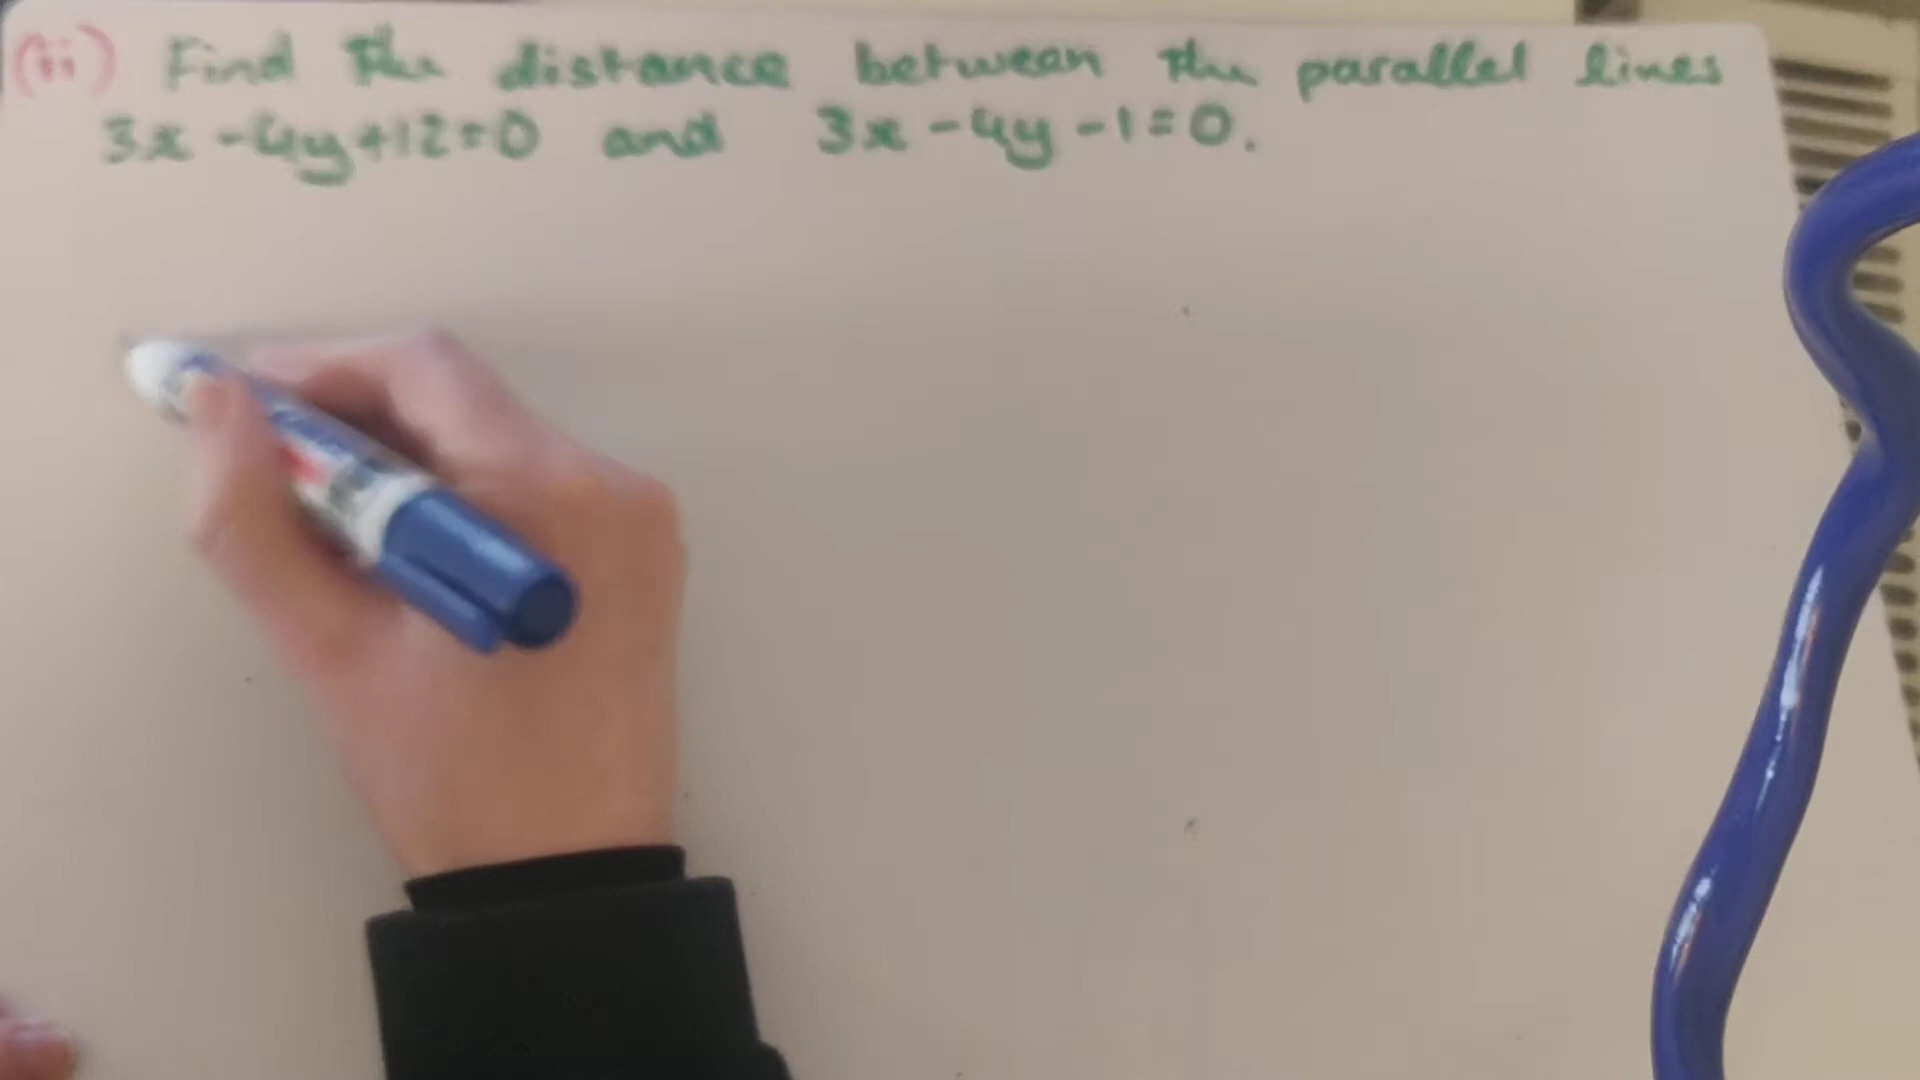 (ii) Find the distance between the parallel lines
3x - 4y + 12 = 0 and 3x - 4y - 1 = 0.